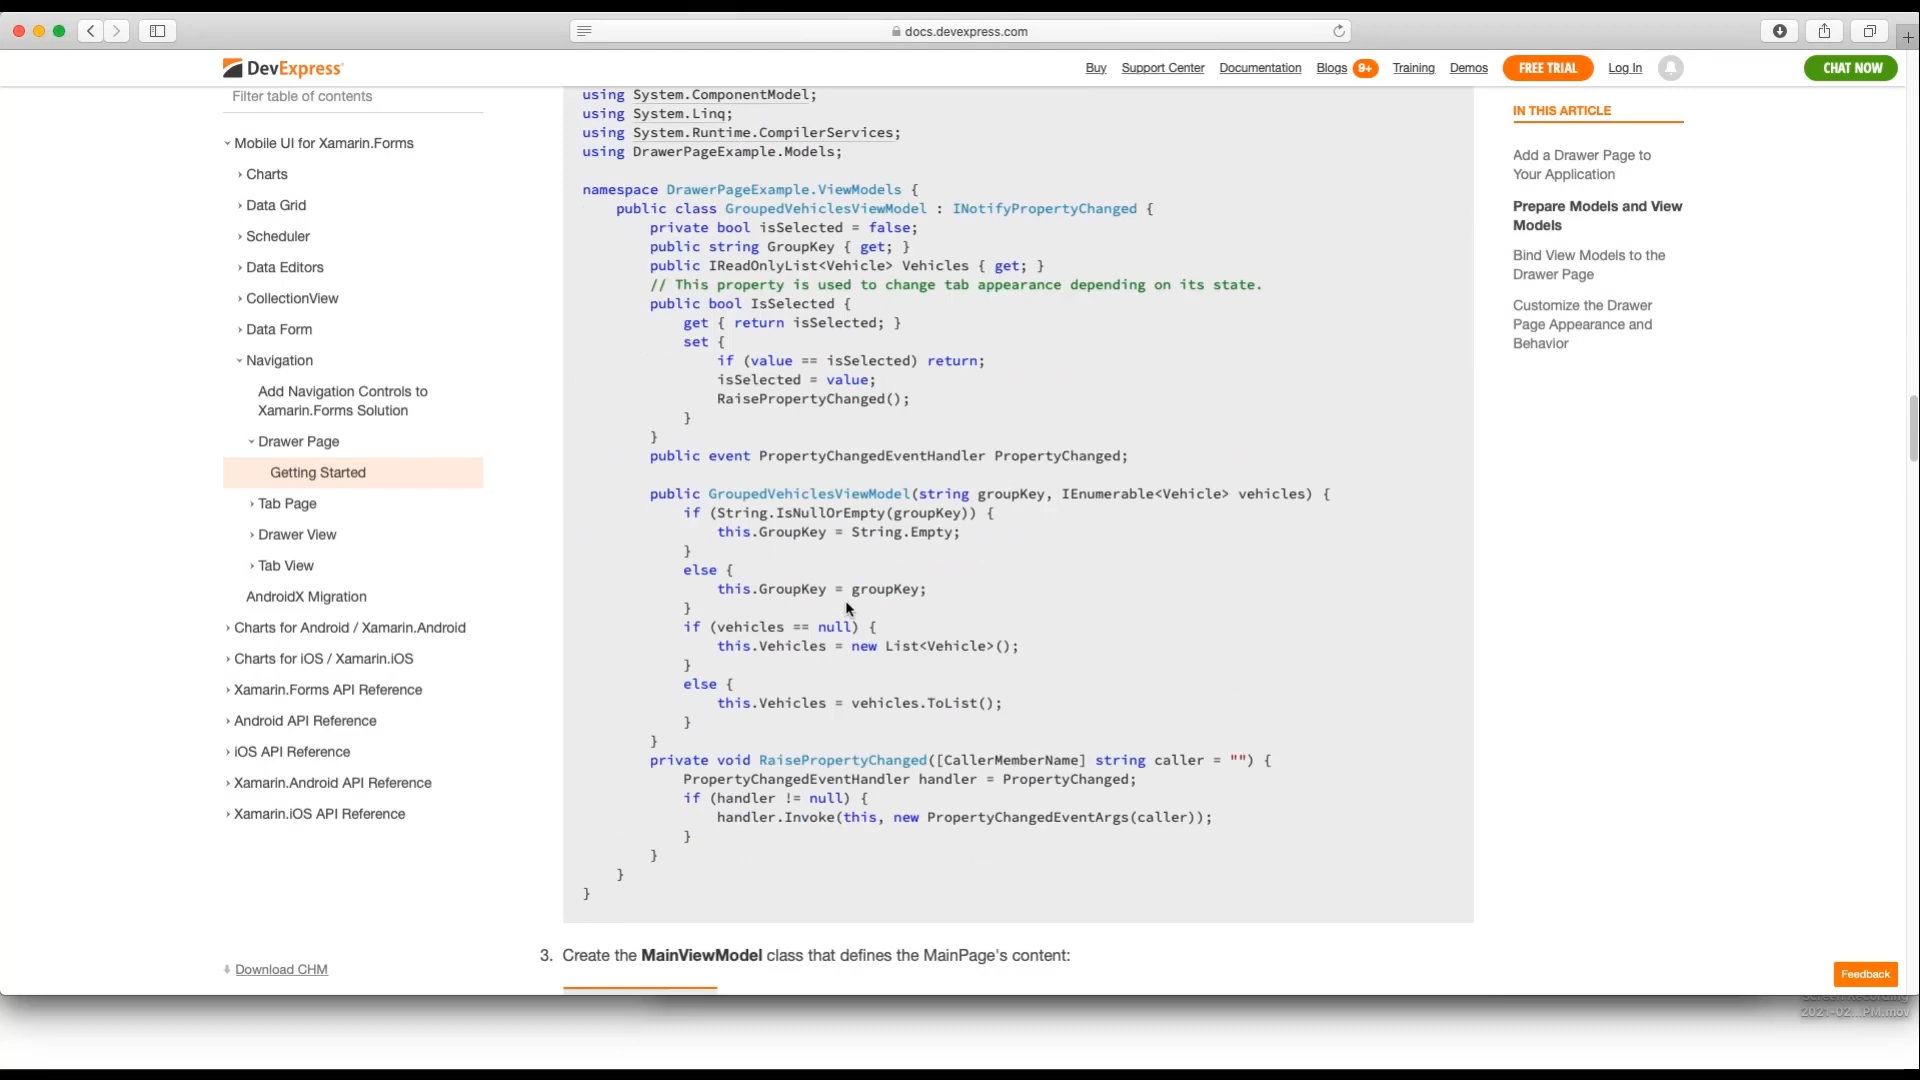 docs.devexpress.com
DevExpress
Buy
Support Center
Documentation
Blogs 9+
Training
Demos
FREE TRIAL
Log In
CHAT NOW
Filter table of contents
Mobile UI for Xamarin.Forms
Charts
Data Grid
Scheduler
Data Editors
CollectionView
Data Form
Navigation
Add Navigation Controls to
Xamarin.Forms Solution
Drawer Page
Getting Started
Tab Page
Drawer View
Tab View
AndroidX Migration
Charts for Android / Xamarin.Android
Charts for iOS / Xamarin.iOS
Xamarin.Forms API Reference
Android API Reference
iOS API Reference
Xamarin.Android API Reference
Xamarin.iOS API Reference
Download CHM
using System.ComponentModel;
using System.Linq;
using System.Runtime.CompilerServices;
using DrawerPageExample.Models;
namespace DrawerPageExample.ViewModels {
public class GroupedVehiclesViewModel : INotifyPropertyChanged {
private bool isSelected = false;
public string GroupKey { get; }
public IReadOnlyList<Vehicle> Vehicles { get; }
// This property is used to change tab appearance depending on its state.
public bool IsSelected {
get { return isSelected; }
set {
if (value == isSelected) return;
isSelected = value;
RaisePropertyChanged();
}
}
public event PropertyChangedEventHandler PropertyChanged;
public GroupedVehiclesViewModel(string groupKey, IEnumerable<Vehicle> vehicles) {
if (String.IsNullOrEmpty(groupKey)) {
this.GroupKey = String.Empty;
}
else {
this.GroupKey = groupKey;
}
if (vehicles == null) {
this.Vehicles = new List<Vehicle>();
}
else {
this.Vehicles = vehicles.ToList();
}
}
private void RaisePropertyChanged([CallerMemberName] string caller = "") {
PropertyChangedEventHandler handler = PropertyChanged;
if (handler != null) {
handler.Invoke(this, new PropertyChangedEventArgs(caller));
}
}
}
}
3. Create the MainViewModel class that defines the MainPage's content:
IN THIS ARTICLE
Add a Drawer Page to
Your Application
Prepare Models and View
Models
Bind View Models to the
Drawer Page
Customize the Drawer
Page Appearance and
Behavior
Feedback
Screen Recording
2021-02...PM.mov